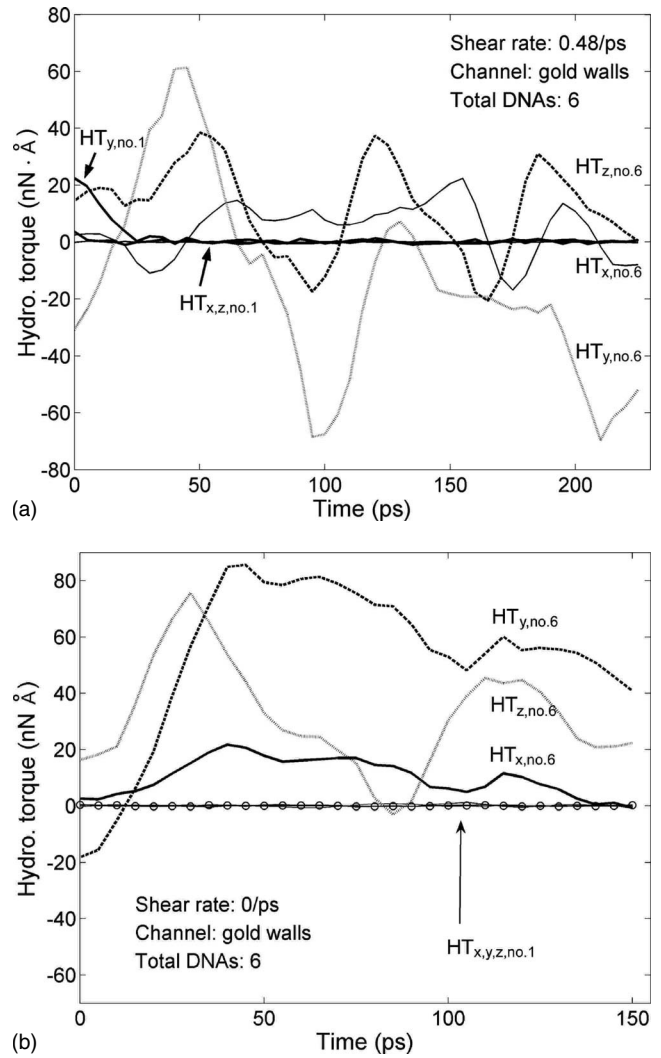 80
60
40
20
0
-20
-40
-60
-80
Hydro. torque (nN · Å)
Shear rate: 0.48/ps
Channel: gold walls
Total DNAs: 6
HTy,no.1
HTz,no.6
HTx,no.6
HTx,z,no.1
HTy,no.6
0 50 100 150 200
Time (ps)
(a)
80
60
40
20
0
-20
-40
-60
Hydro. torque (nN Å)
HTy,no.6
HTz,no.6
HTx,no.6
Shear rate: 0/ps
Channel: gold walls
Total DNAs: 6
HTx,y,z,no.1
0 50 100 150
Time (ps)
(b)